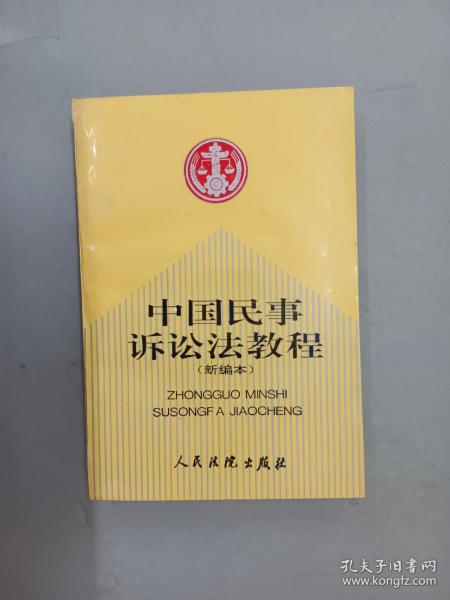 中国民事
诉讼法教程
（新编本）
ZHONGGUO MINSHI
SUSONGFA JIAOCHENG
人民法院出版社
孔夫子旧书网
www.kongfz.com